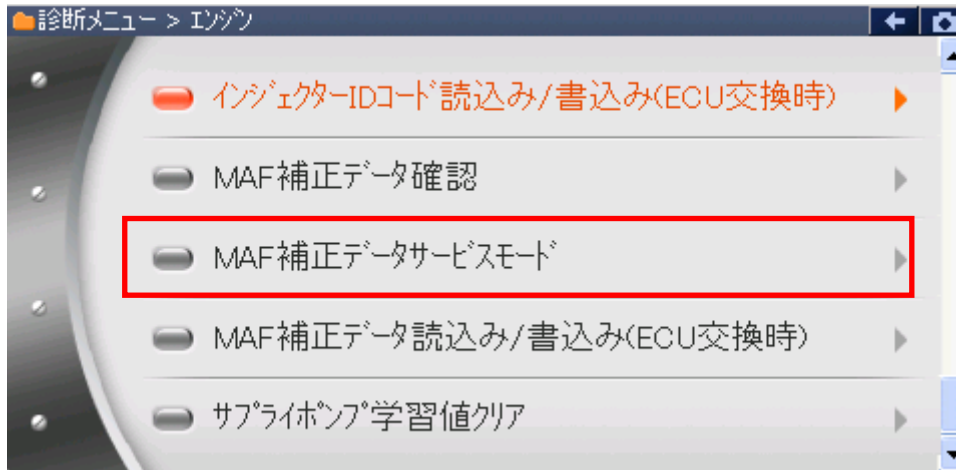 診断メニュー > ｴﾝｼﾞﾝ
ｲﾝｼﾞｪｸﾀｰIDｺｰﾄﾞ読込み/書込み(ECU交換時)
MAF補正ﾃﾞｰﾀ確認
MAF補正ﾃﾞｰﾀｻｰﾋﾞｽﾓｰﾄﾞ
MAF補正ﾃﾞｰﾀ読込み/書込み(ECU交換時)
ｻﾌﾟﾗｲﾎﾟﾝﾌﾟ学習値ｸﾘｱ